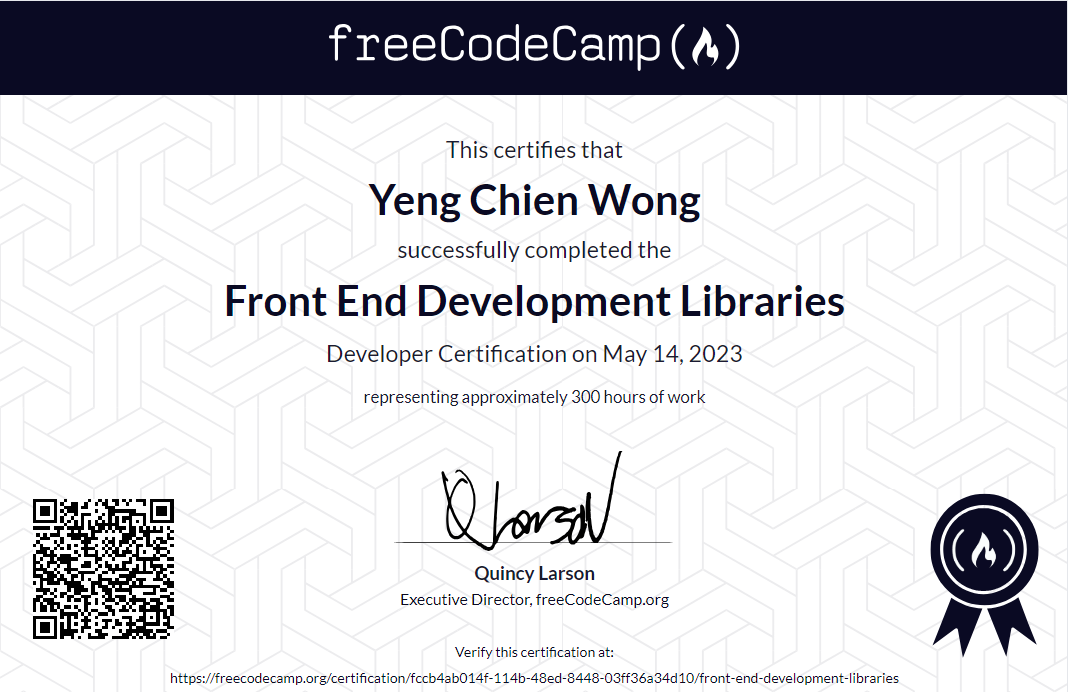 freeCodeCamp
This certifies that
Yeng Chien Wong
successfully completed the
Front End Development Libraries
Developer Certification on May 14, 2023
representing approximately 300 hours of work
Q Larson
Quincy Larson
Executive Director, freeCodeCamp.org
Verify this certification at:
https://freecodecamp.org/certification/fccb4ab014f-114b-48ed-8448-03ff36a34d10/front-end-development-libraries